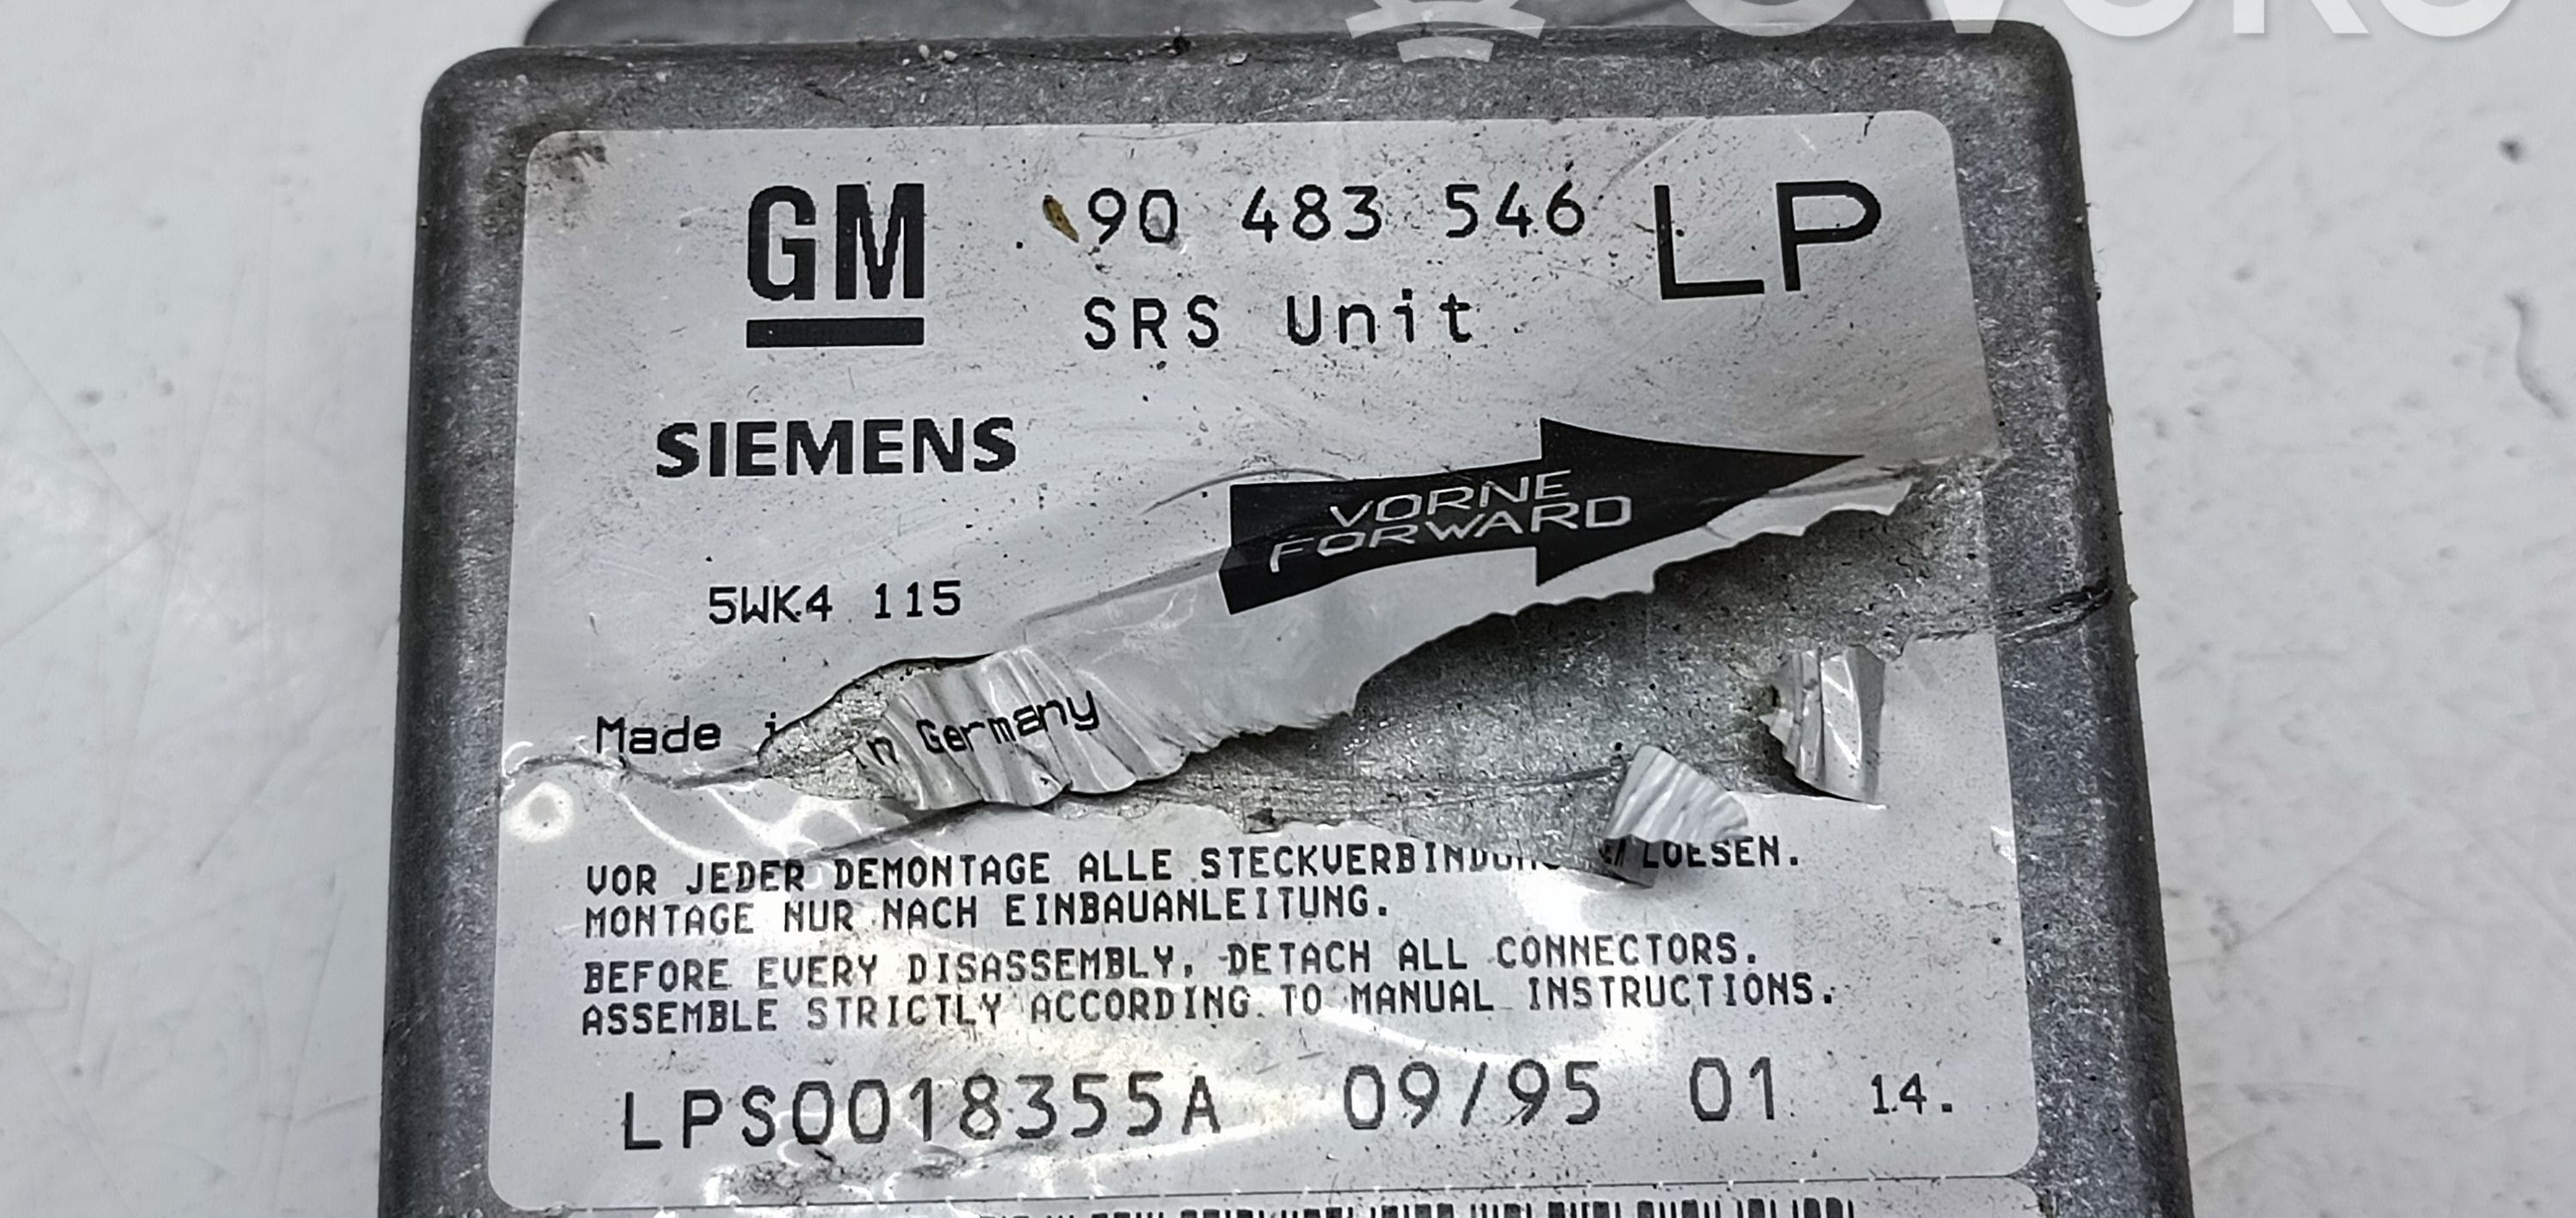 GM 90 483 546 LP
SRS Unit
SIEMENS
VORNE
FORWARD
5WK4 115
Made in Germany
VOR JEDER DEMONTAGE ALLE LOESEN.
MONTAGE NUR NACH EINBAUANLEITUNG.
BEFORE EVERY DISASSEMBLY, DETACH ALL CONNECTORS.
ASSEMBLE STRICTLY ACCORDING TO MANUAL INSTRUCTIONS.
LPS0018355A 09/95 01 14.